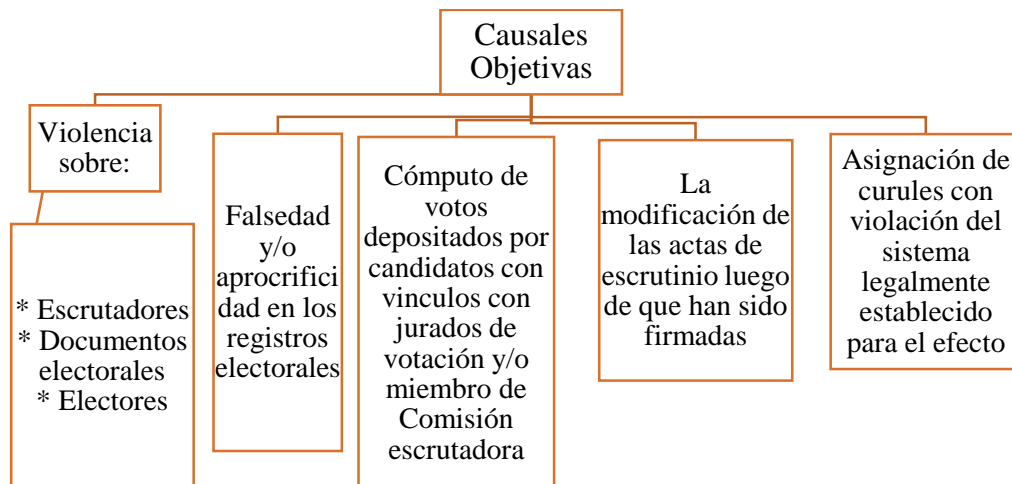 Causales
Objetivas
Violencia
sobre:
* Escrutadores
* Documentos
electorales
* Electores
Falsedad
y/o
aprocrifici
dad en los
registros
electorales
Cómputo de
votos
depositados por
candidatos con
vinculos con
jurados de
votación y/o
miembro de
Comisión
escrutadora
La
modificación de
las actas de
escrutinio luego
de que han sido
firmadas
Asignación de
curules con
violación del
sistema
legalmente
establecido
para el efecto